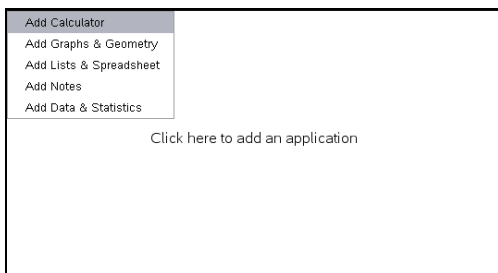 Add Calculator
Add Graphs & Geometry
Add Lists & Spreadsheet
Add Notes
Add Data & Statistics
Click here to add an application